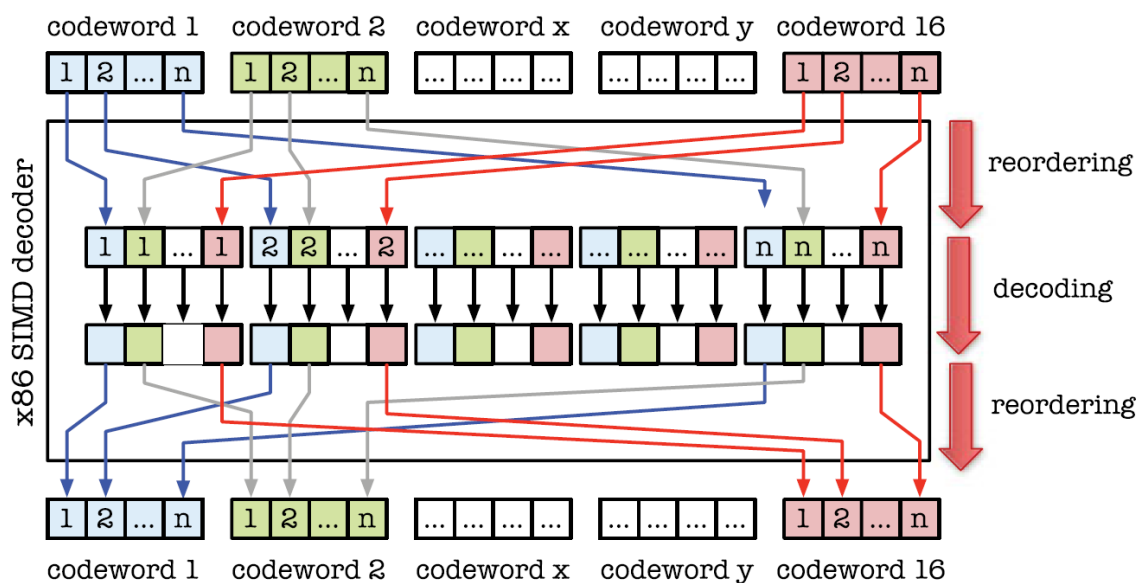 codeword 1 codeword 2 codeword x codeword y codeword 16
1 2 ... n 1 2 ... n ... ... ... ... ... ... ... ... 1 2 ... n
reordering
x86 SIMD decoder
1 1 ... 1 2 2 ... 2 ... ... ... ... ... ... ... ... n n ... n
decoding
reordering
1 2 ... n 1 2 ... n ... ... ... ... ... ... ... ... 1 2 ... n
codeword 1 codeword 2 codeword x codeword y codeword 16